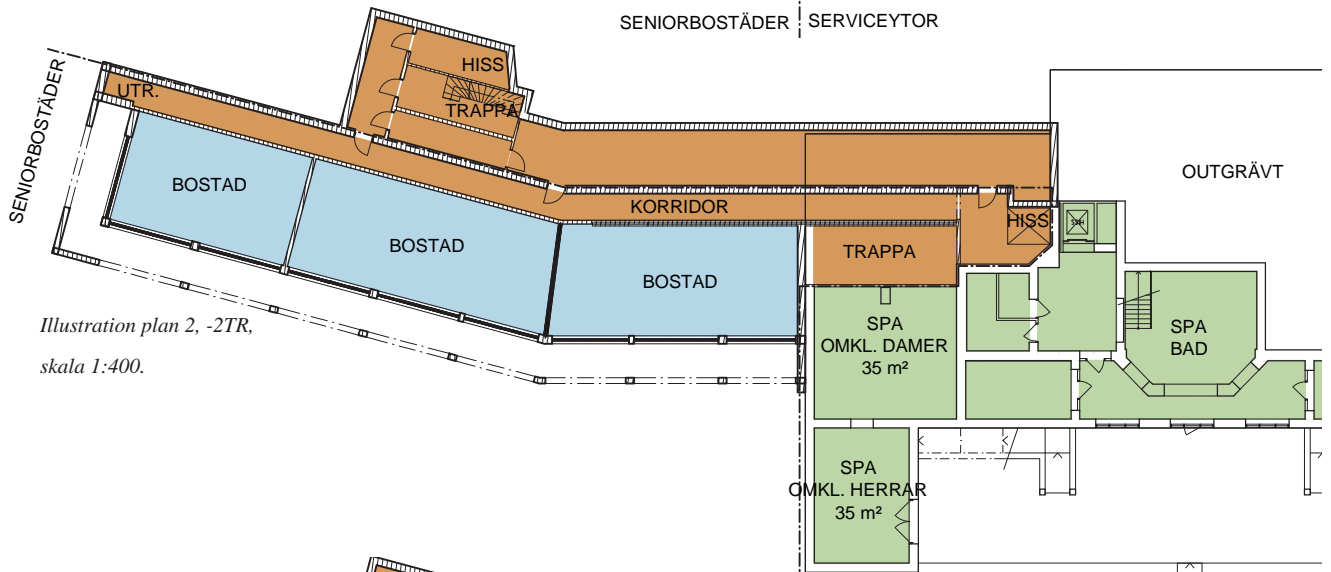 SENIORBOSTÄDER
SERVICEYTOR
SENIORBOSTÄDER
UTR.
HISS
TRAPPA
BOSTAD
BOSTAD
BOSTAD
KORRIDOR
HISS
HISS
TRAPPA
OUTGRÄVT
SPA
OMKL. DAMER
35 m²
SPA
BAD
SPA
OMKL. HERRAR
35 m²
Illustration plan 2, -2TR,
skala 1:400.